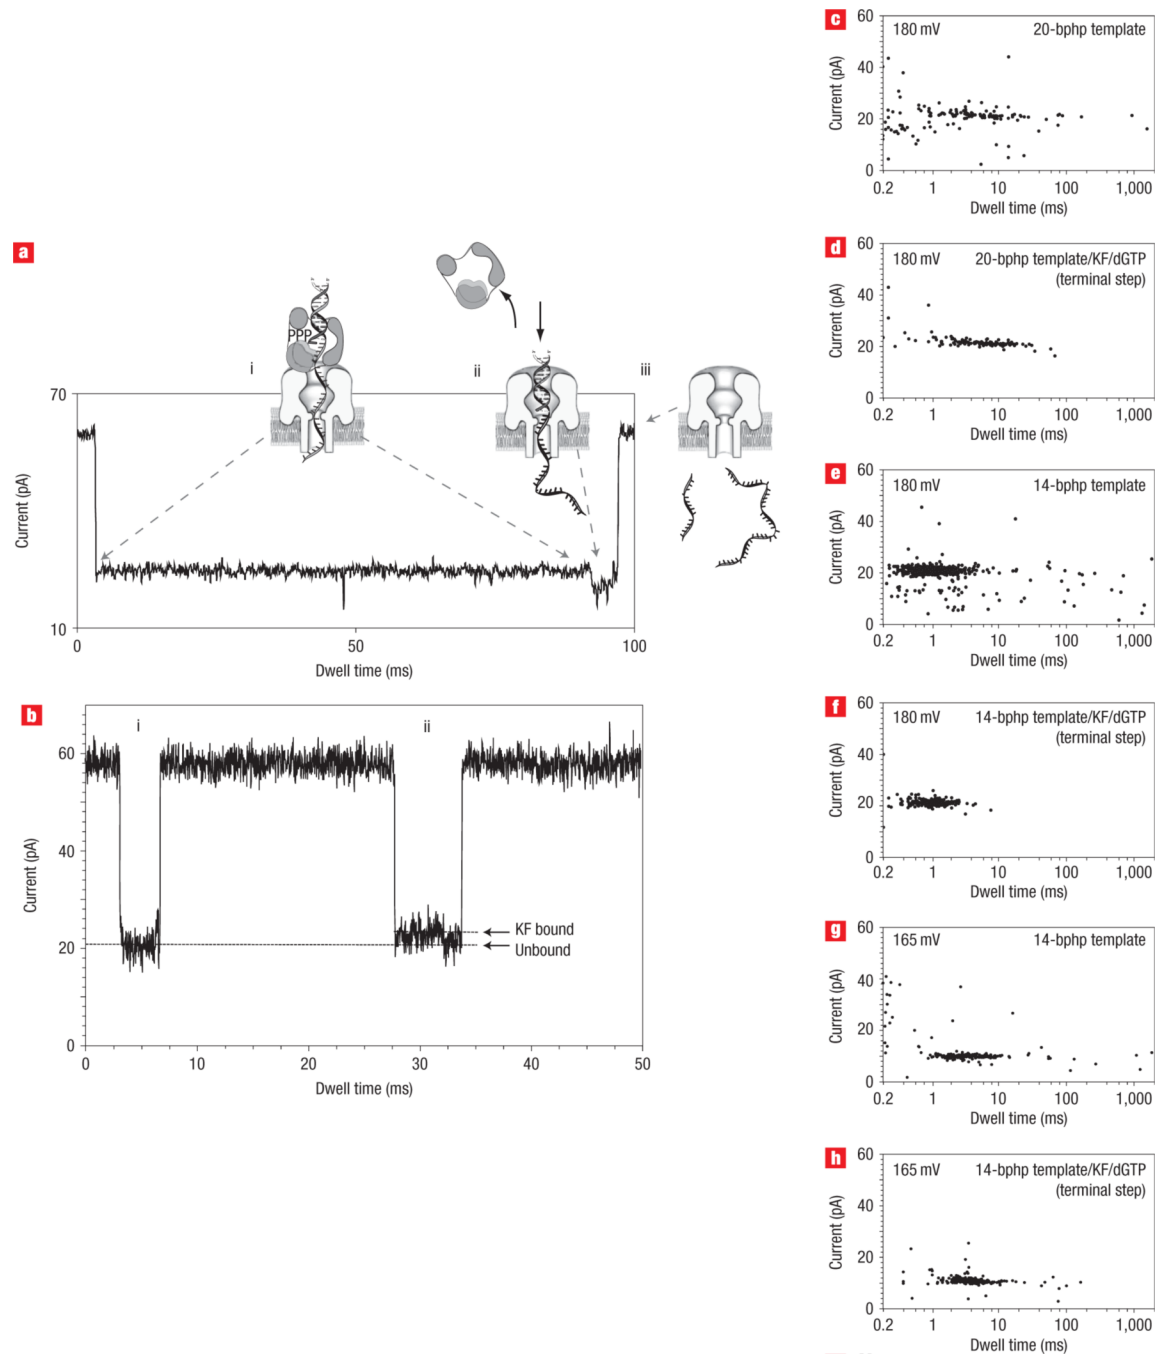 a
i
PPP
ii
iii
70
10
Current (pA)
0
50
100
Dwell time (ms)
b
i
ii
60
40
20
0
Current (pA)
KF bound
Unbound
0
10
20
30
40
50
Dwell time (ms)
c
180 mV
20-bphp template
60
40
20
0
Current (pA)
0.2
1
10
100
1,000
Dwell time (ms)
d
180 mV
20-bphp template/KF/dGTP
(terminal step)
60
40
20
0
Current (pA)
0.2
1
10
100
1,000
Dwell time (ms)
e
180 mV
14-bphp template
60
40
20
0
Current (pA)
0.2
1
10
100
1,000
Dwell time (ms)
f
180 mV
14-bphp template/KF/dGTP
(terminal step)
60
40
20
0
Current (pA)
0.2
1
10
100
1,000
Dwell time (ms)
g
165 mV
14-bphp template
60
40
20
0
Current (pA)
0.2
1
10
100
1,000
Dwell time (ms)
h
165 mV
14-bphp template/KF/dGTP
(terminal step)
60
40
20
0
Current (pA)
0.2
1
10
100
1,000
Dwell time (ms)